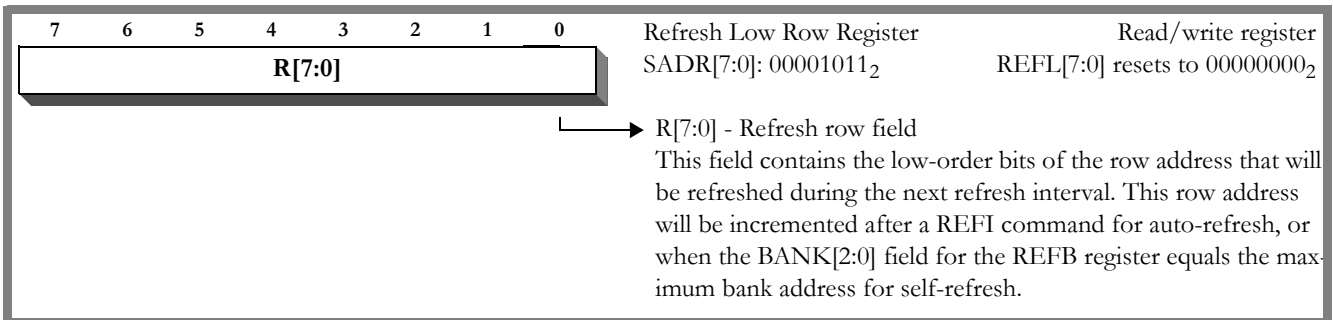 7 6 5 4 3 2 1 0
R[7:0]
Refresh Low Row Register Read/write register
SADR[7:0]: 00001011₂ REFL[7:0] resets to 00000000₂
R[7:0] - Refresh row field
This field contains the low-order bits of the row address that will
be refreshed during the next refresh interval. This row address
will be incremented after a REFI command for auto-refresh, or
when the BANK[2:0] field for the REFB register equals the max-
imum bank address for self-refresh.